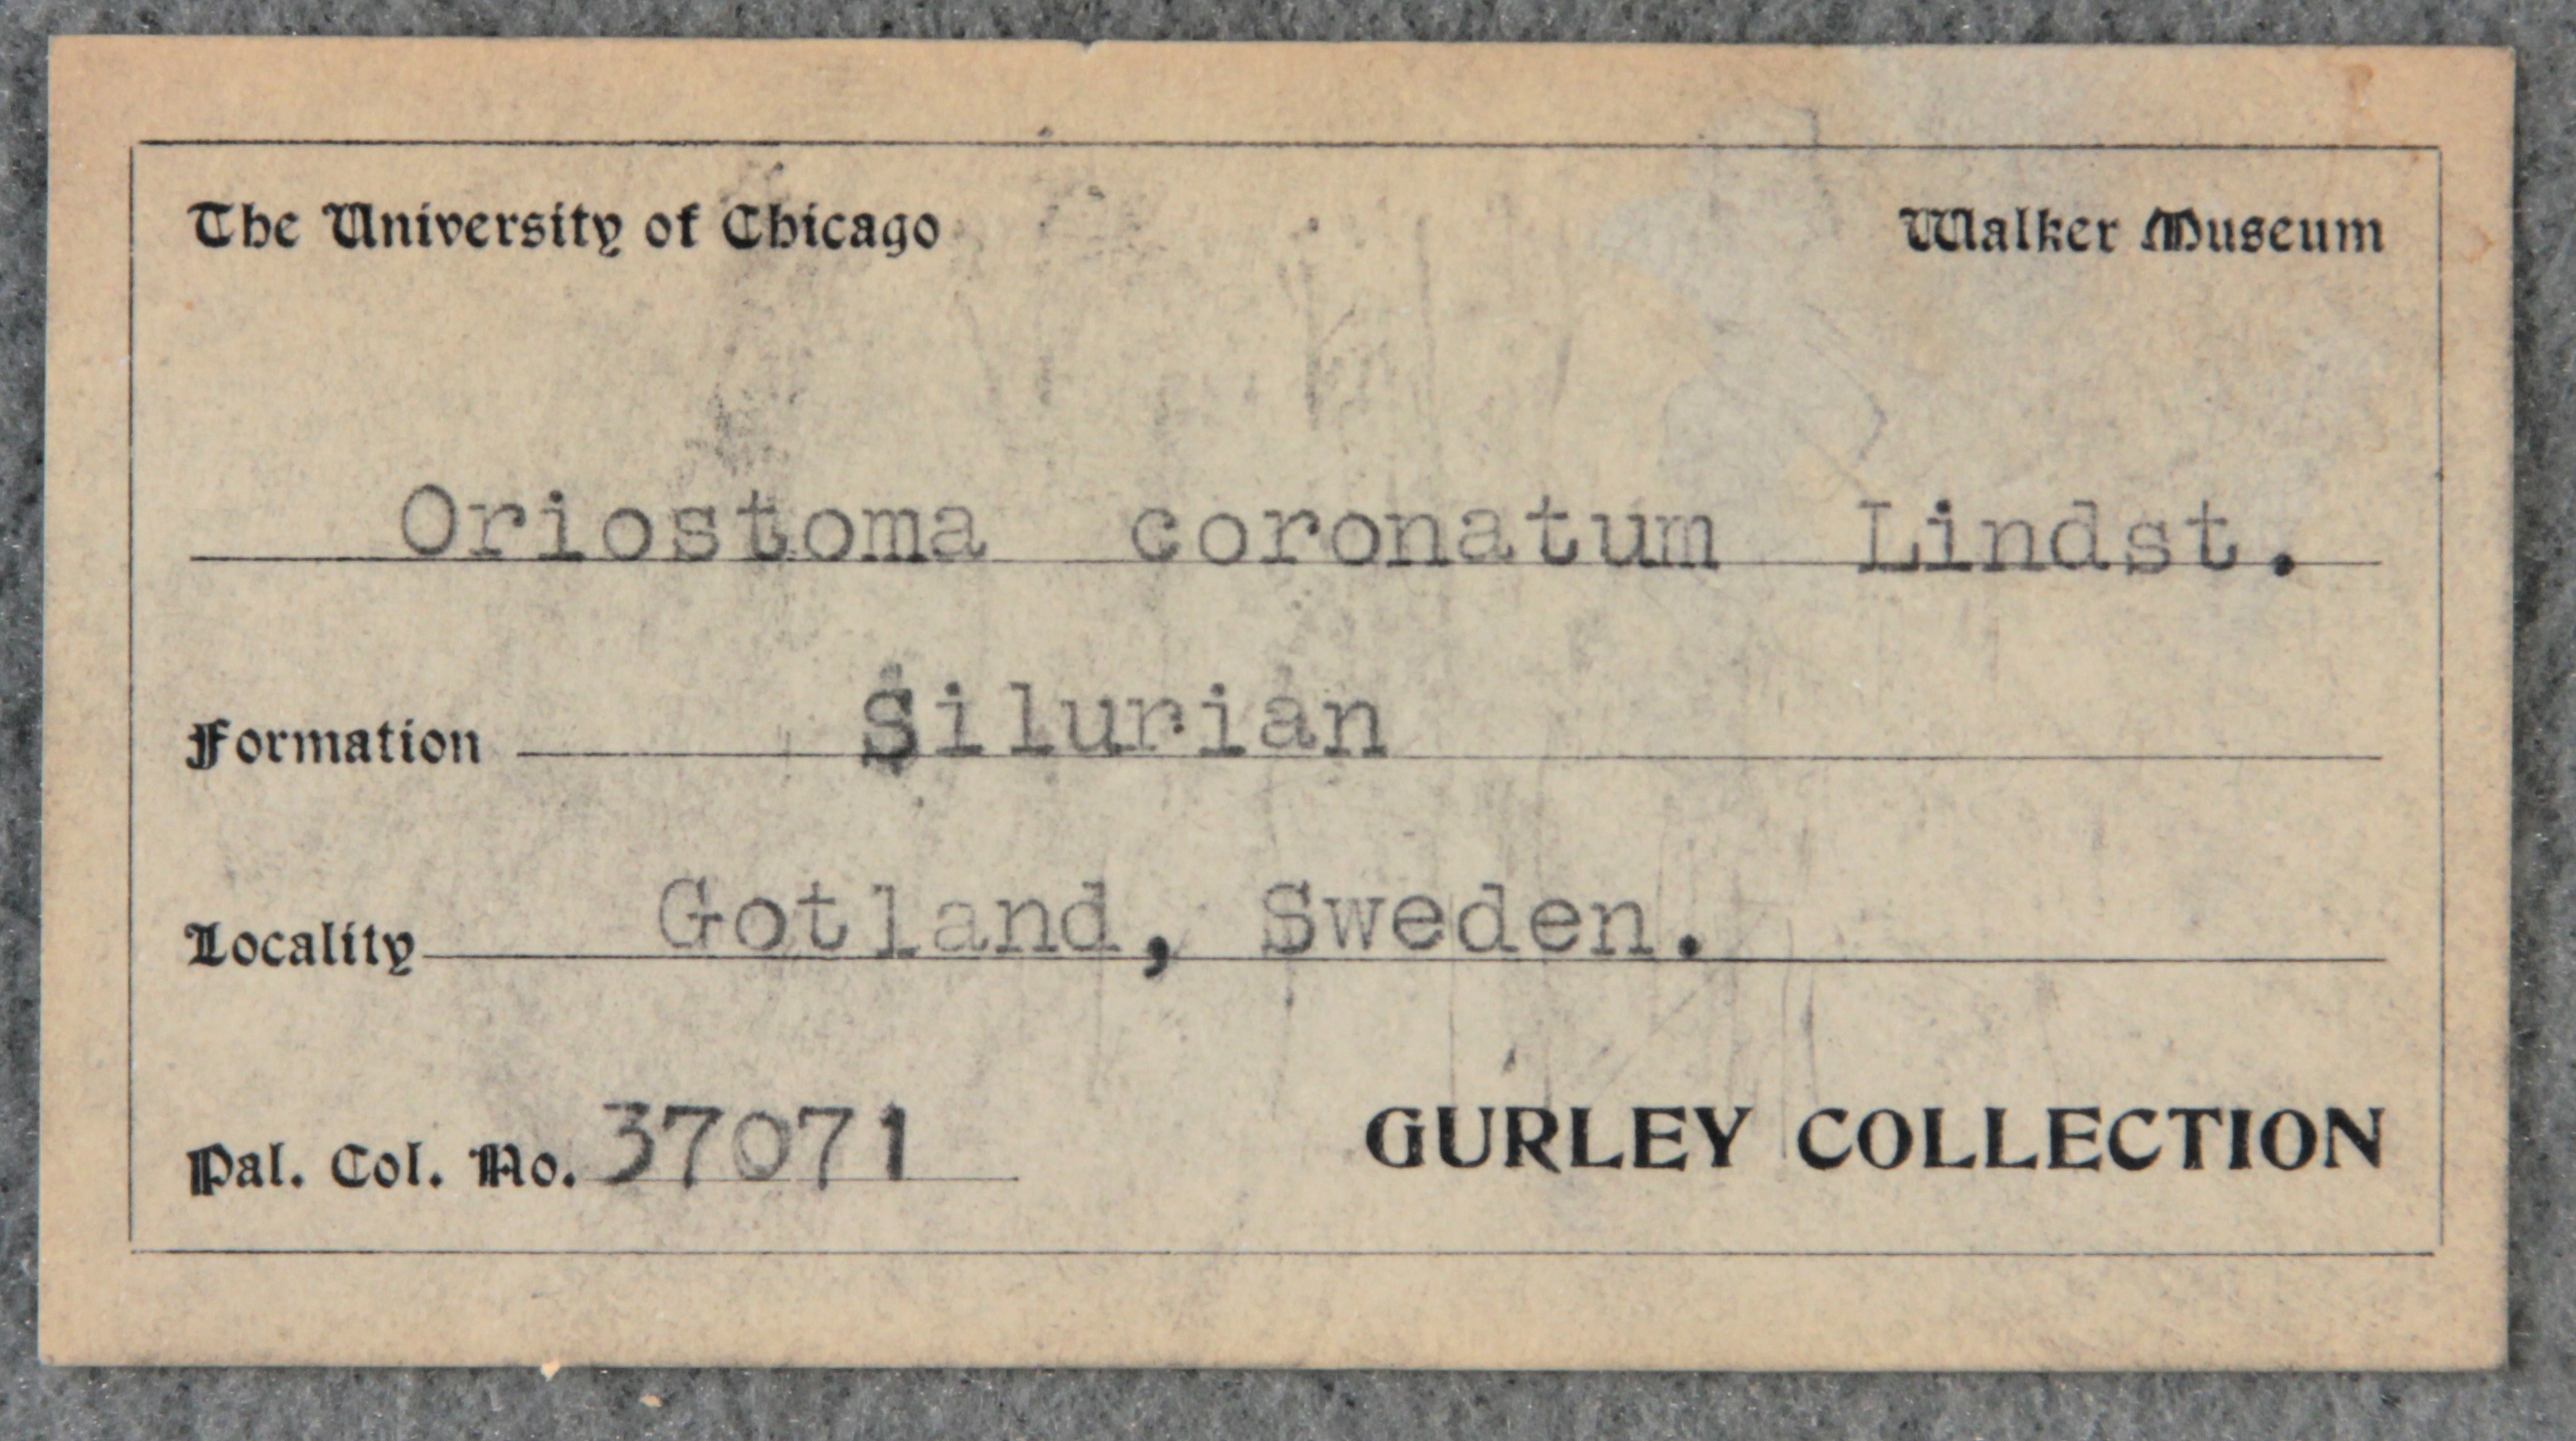 The University of Chicago Walker Museum
Oriostoma coronatum Lindst.
Formation Silurian
Locality Gotland, Sweden.
Pal. Col. No. 37071 GURLEY COLLECTION